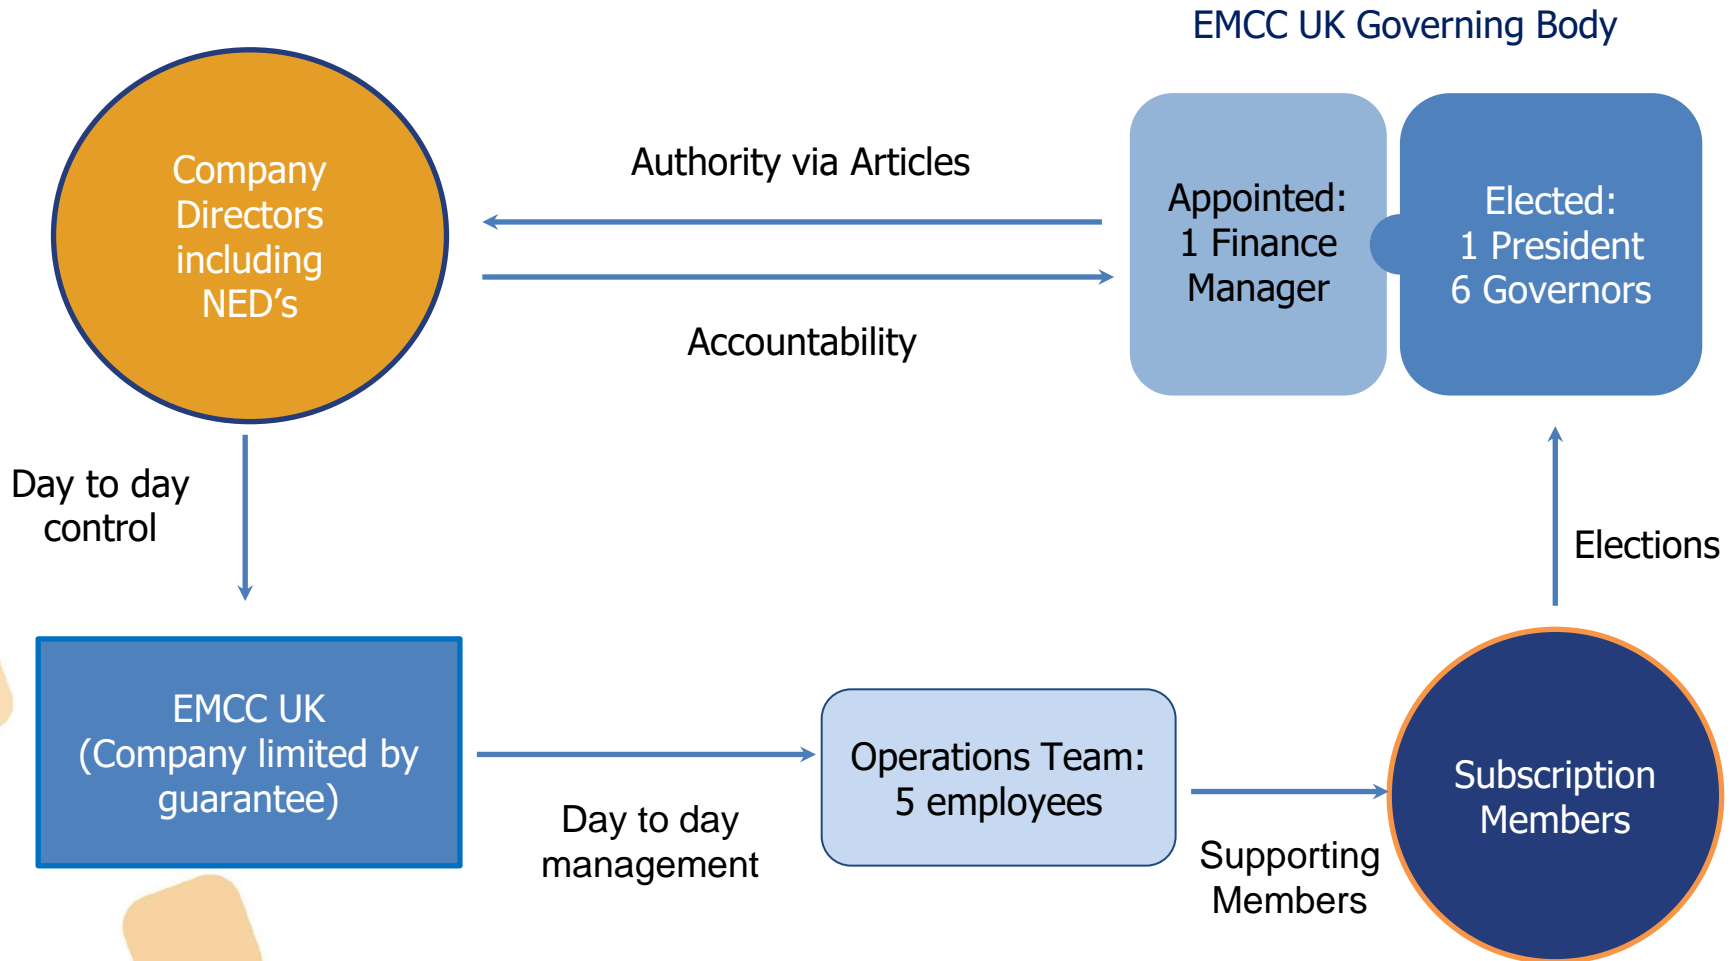 EMCC UK Governing Body
Company
Directors
including
NED’s
Authority via Articles
Accountability
Appointed:
1 Finance
Manager
Elected:
1 President
6 Governors
Day to day
control
Elections
EMCC UK
(Company limited by
guarantee)
Day to day
management
Operations Team:
5 employees
Supporting
Members
Subscription
Members